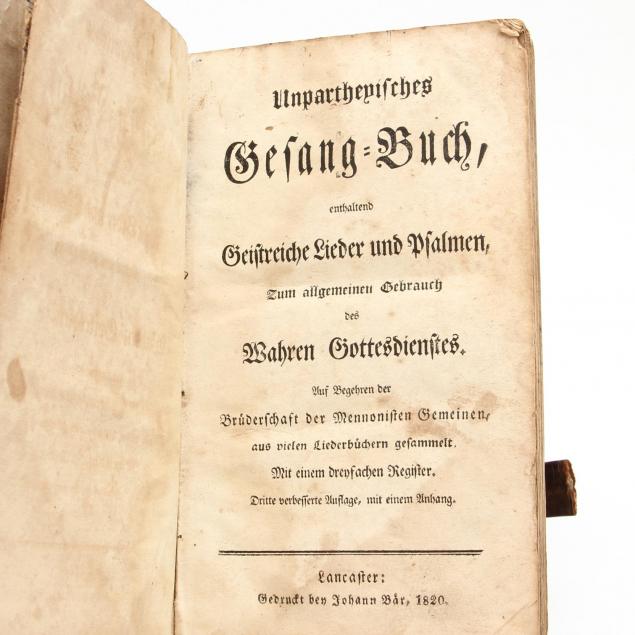 Unpartheyisches
Gesang-Buch,
enthaltend
Geistreiche Lieder und Psalmen,
Zum allgemeinen Gebrauch
des
Wahren Gottesdienstes.
Auf Begehren der
Brüderschaft der Mennonisten Gemeinen,
aus vielen Liederbüchern gesammelt.
Mit einem dreyfachen Register.
Dritte verbesserte Auflage, mit einem Anhang.
Lancaster:
Gedruckt bey Johann Bär, 1820.